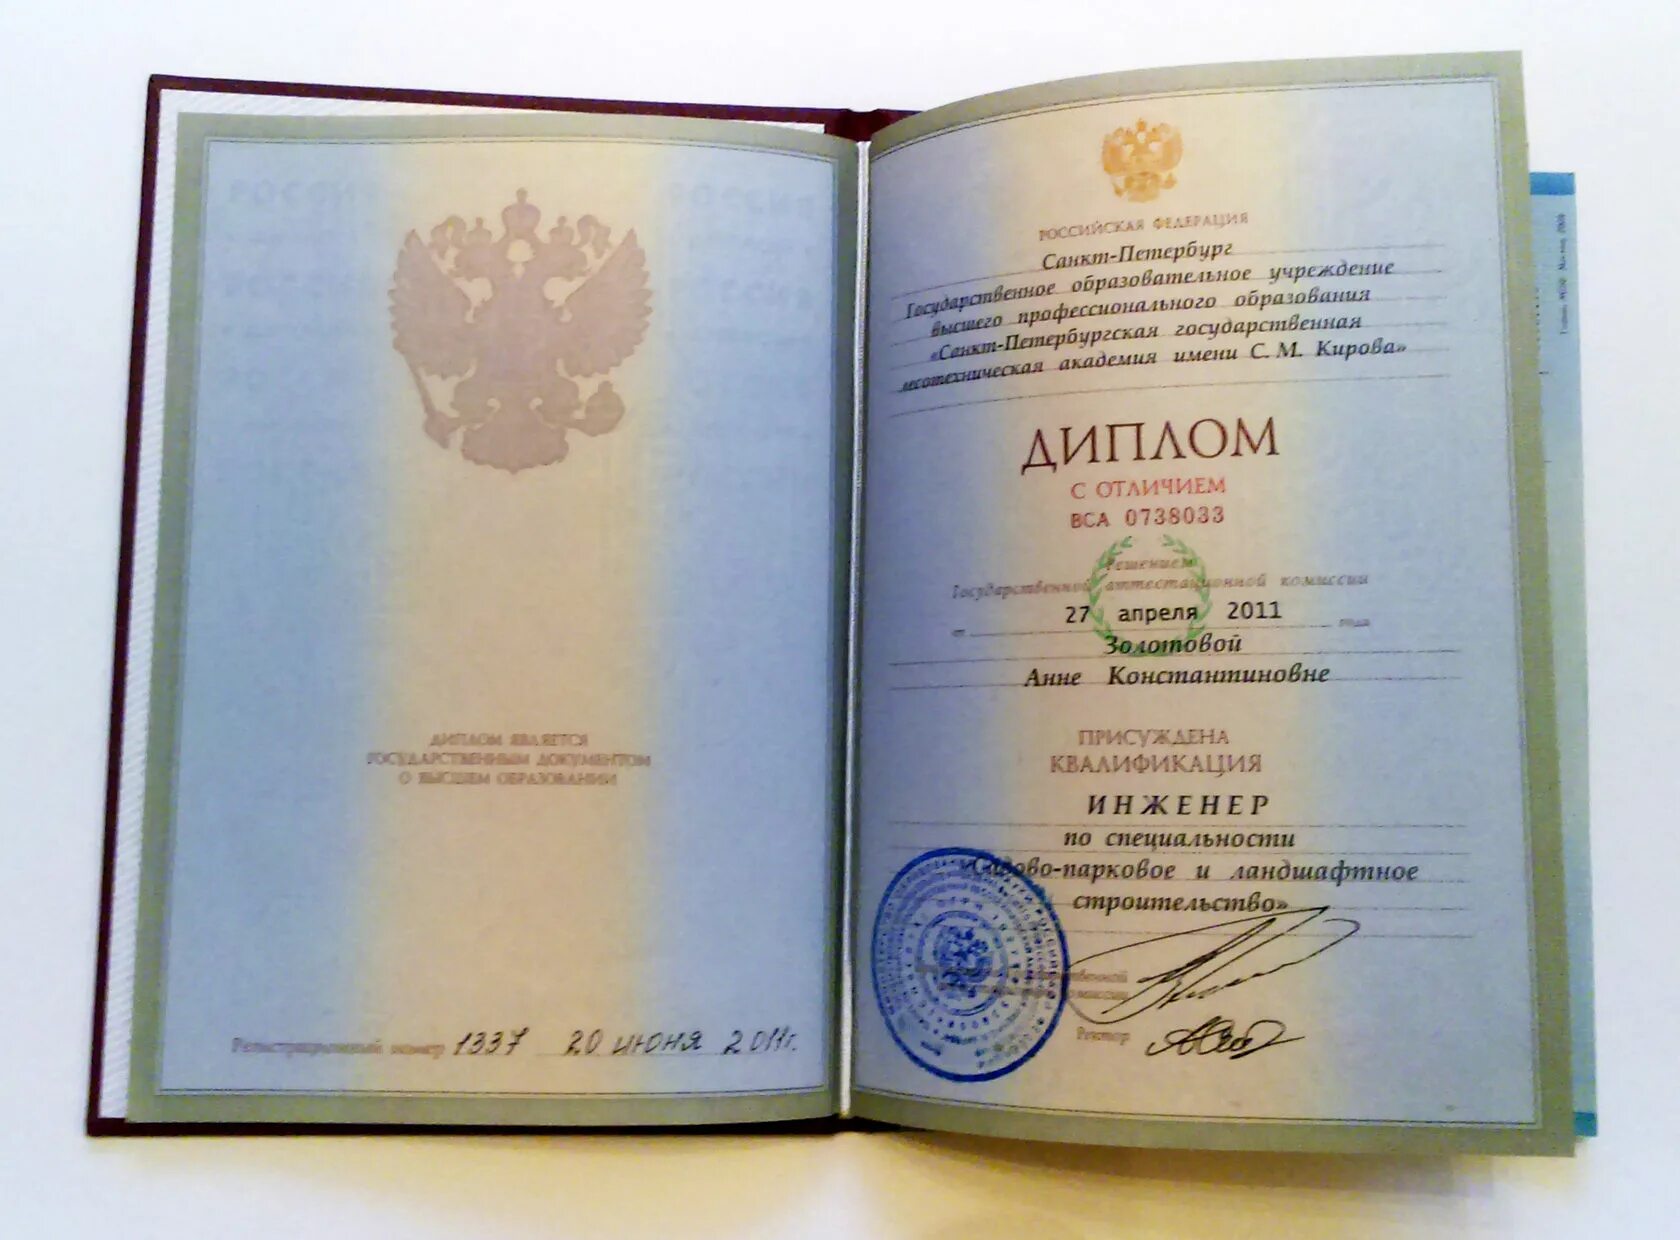 ДИПЛОМ ЯВЛЯЕТСЯ
ГОСУДАРСТВЕННЫМ ДОКУМЕНТОМ
О ВЫСШЕМ ОБРАЗОВАНИИ
Регистрационный номер 1337 20 июня 2011г.
РОССИЙСКАЯ ФЕДЕРАЦИЯ
Санкт-Петербург
Государственное образовательное учреждение
высшего профессионального образования
«Санкт-Петербургская государственная
лесотехническая академия имени С. М. Кирова»
ДИПЛОМ
С ОТЛИЧИЕМ
ВСА 0738033
Решением
Государственной аттестационной комиссии
от 27 апреля 2011 года
Золотовой
Анне Константиновне
ПРИСУЖДЕНА
КВАЛИФИКАЦИЯ
ИНЖЕНЕР
по специальности
«Садово-парковое и ландшафтное
строительство»
Ректор